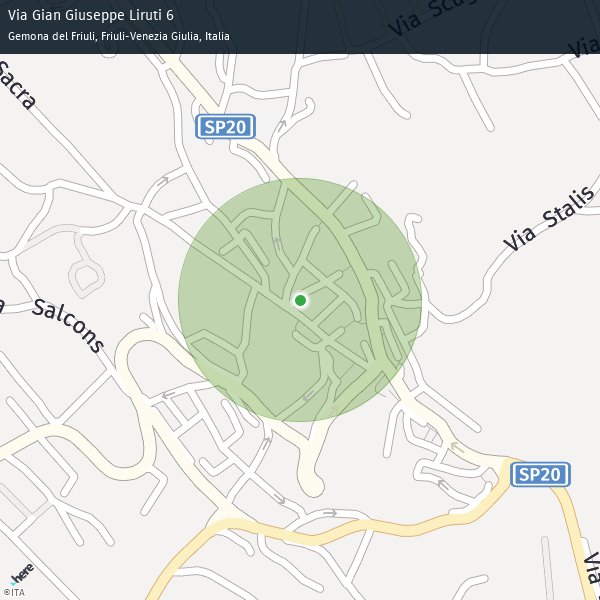 Via Gian Giuseppe Liruti 6
Gemona del Friuli, Friuli-Venezia Giulia, Italia
Via
Via
Sacra
SP20
Via Stalis
Salcons
SP20
Via
here
©ITA